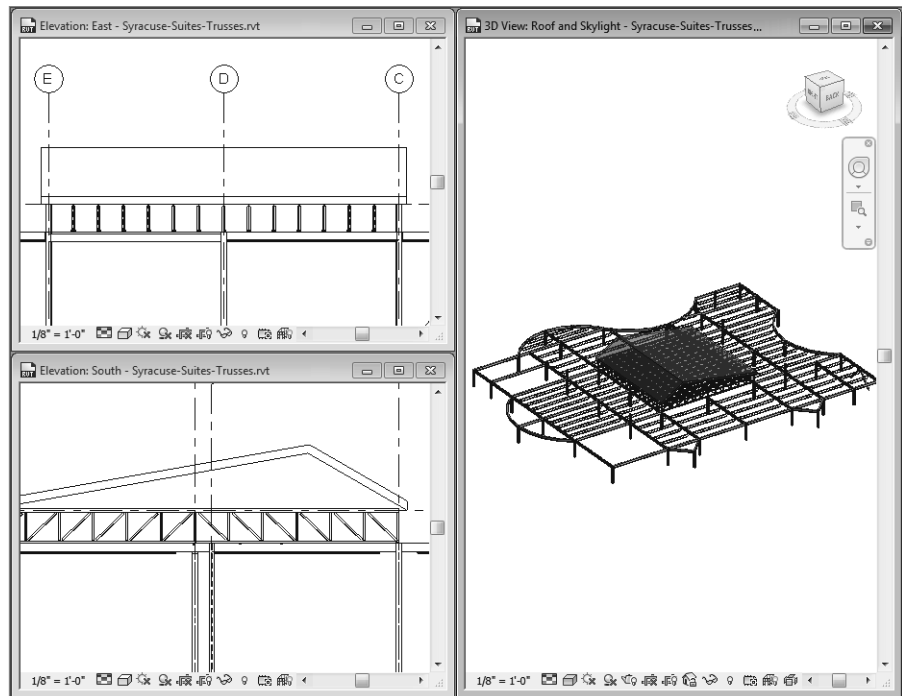 Elevation: East - Syracuse-Suites-Trusses.rvt
E
D
C
1/8" = 1'-0"
Elevation: South - Syracuse-Suites-Trusses.rvt
1/8" = 1'-0"
3D View: Roof and Skylight - Syracuse-Suites-Trusses...
BACK
1/8" = 1'-0"